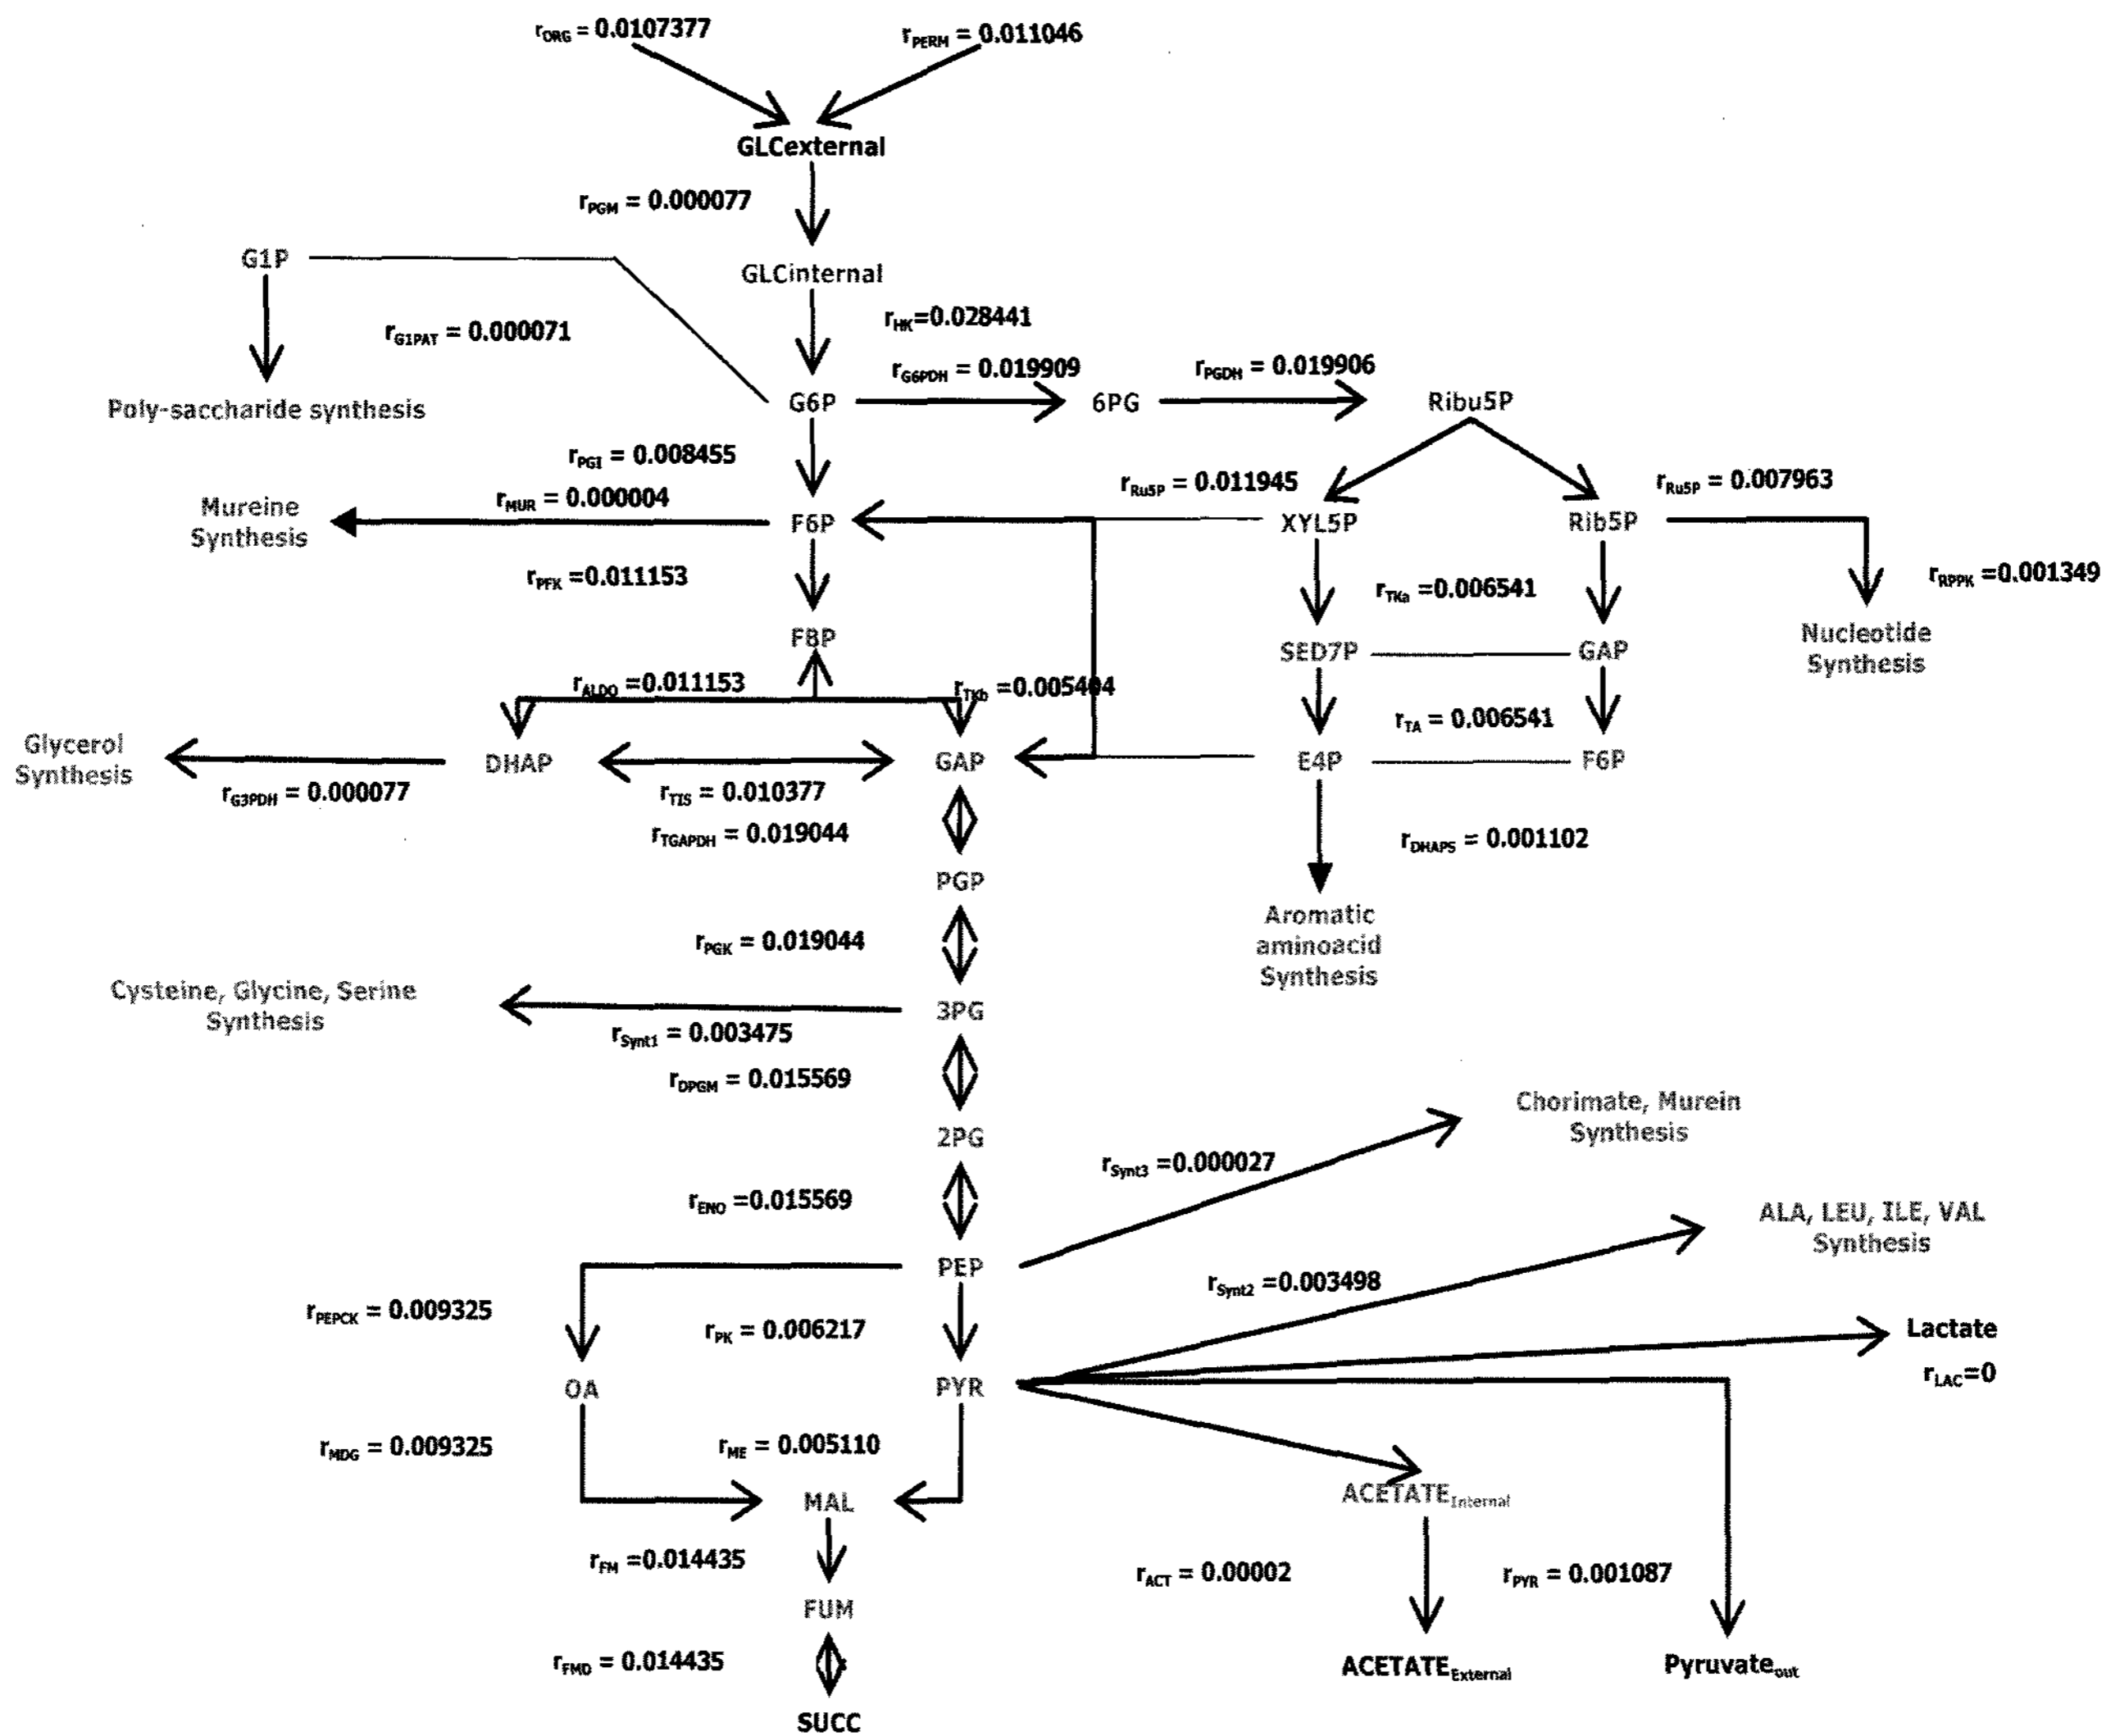 rORG = 0.0107377
rPERM = 0.011046
GLCexternal
rPGM = 0.000077
G1P
GLCinternal
rHK=0.028441
rG1PAT = 0.000071
rG6PDH = 0.019909
rPGDH = 0.019906
Poly-saccharide synthesis
G6P
6PG
Ribu5P
rPGI = 0.008455
rRu5P = 0.011945
rRu5P = 0.007963
rMUR = 0.000004
Mureine
Synthesis
F6P
XYL5P
Rib5P
rPFK =0.011153
rTKa =0.006541
rRPPK =0.001349
FBP
SED7P
GAP
Nucleotide
Synthesis
rALDO =0.011153
rTKb =0.005404
rTA = 0.006541
Glycerol
Synthesis
DHAP
GAP
E4P
F6P
rG3PDH = 0.000077
rTIS = 0.010377
rTGAPDH = 0.019044
rDHAPS = 0.001102
PGP
Aromatic
aminoacid
Synthesis
rPGK = 0.019044
Cysteine, Glycine, Serine
Synthesis
3PG
rSynt1 = 0.003475
rDPGM = 0.015569
Chorimate, Murein
Synthesis
2PG
rSynt3 =0.000027
rENO =0.015569
ALA, LEU, ILE, VAL
Synthesis
PEP
rSynt2 =0.003498
rPEPCK = 0.009325
rPK = 0.006217
Lactate
rLAC=0
OA
PYR
rMDG = 0.009325
rME = 0.005110
MAL
ACETATEInternal
rFM =0.014435
rACT = 0.00002
rPYR = 0.001087
FUM
rFMD = 0.014435
ACETATEExternal
Pyruvateout
SUCC